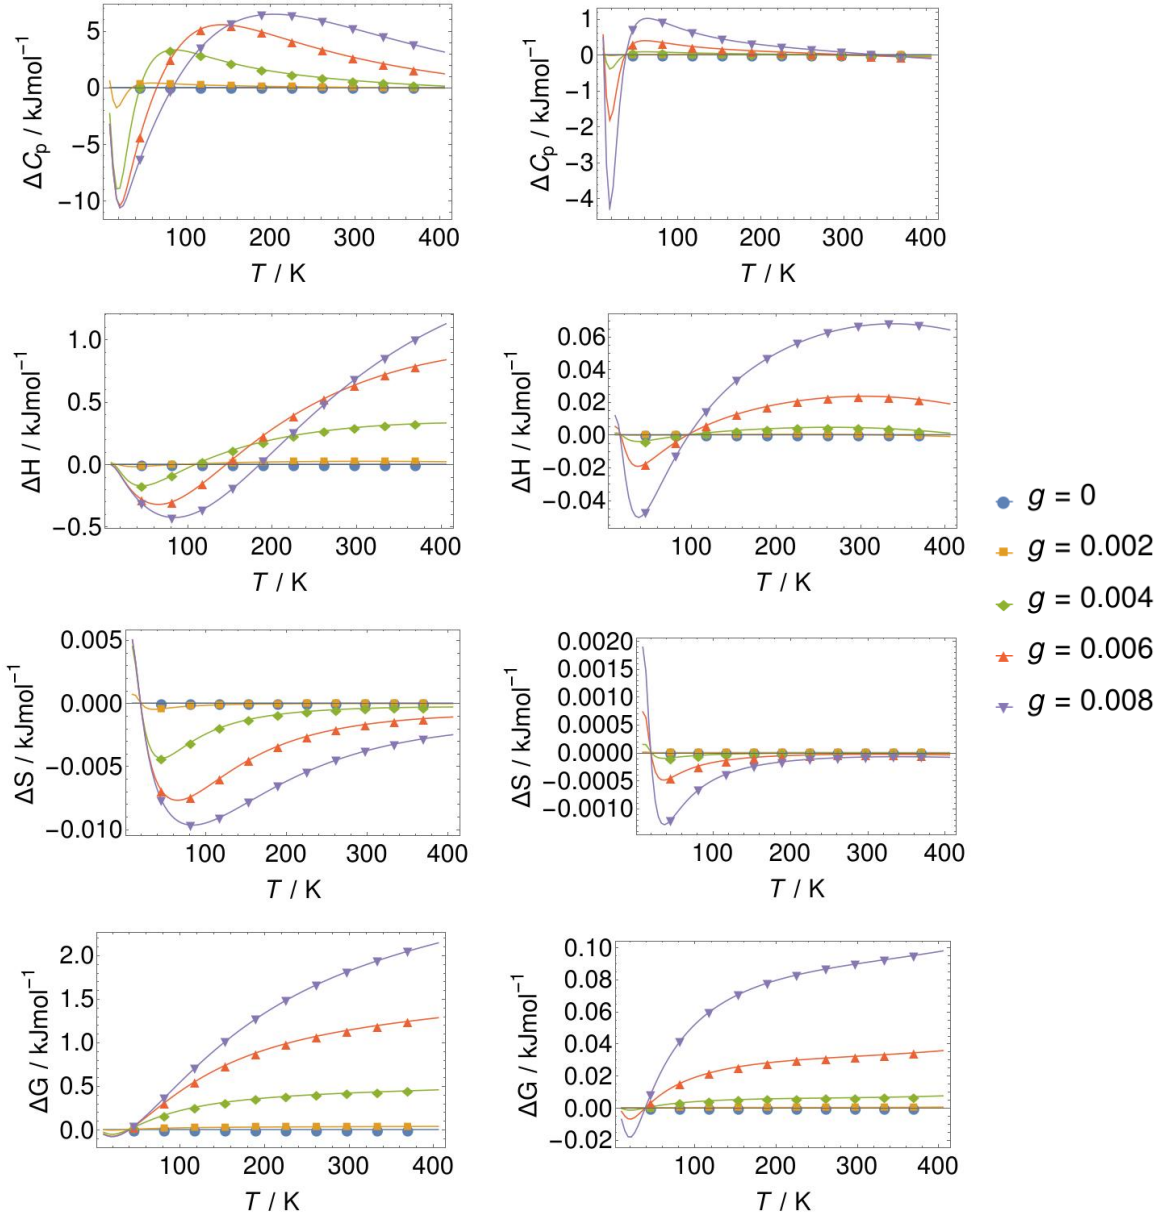 5
0
−5
−10
100 200 300 400
T / K
ΔCp / kJmol−1
1
0
−1
−2
−3
−4
100 200 300 400
T / K
ΔCp / kJmol−1
1.0
0.5
0.0
−0.5
100 200 300 400
T / K
ΔH / kJmol−1
0.06
0.04
0.02
0.00
−0.02
−0.04
100 200 300 400
T / K
ΔH / kJmol−1
g = 0
g = 0.002
g = 0.004
g = 0.006
g = 0.008
0.005
0.000
−0.005
−0.010
100 200 300 400
T / K
ΔS / kJmol−1
0.0020
0.0015
0.0010
0.0005
0.0000
−0.0005
−0.0010
100 200 300 400
T / K
ΔS / kJmol−1
2.0
1.5
1.0
0.5
0.0
100 200 300 400
T / K
ΔG / kJmol−1
0.10
0.08
0.06
0.04
0.02
0.00
−0.02
100 200 300 400
T / K
ΔG / kJmol−1